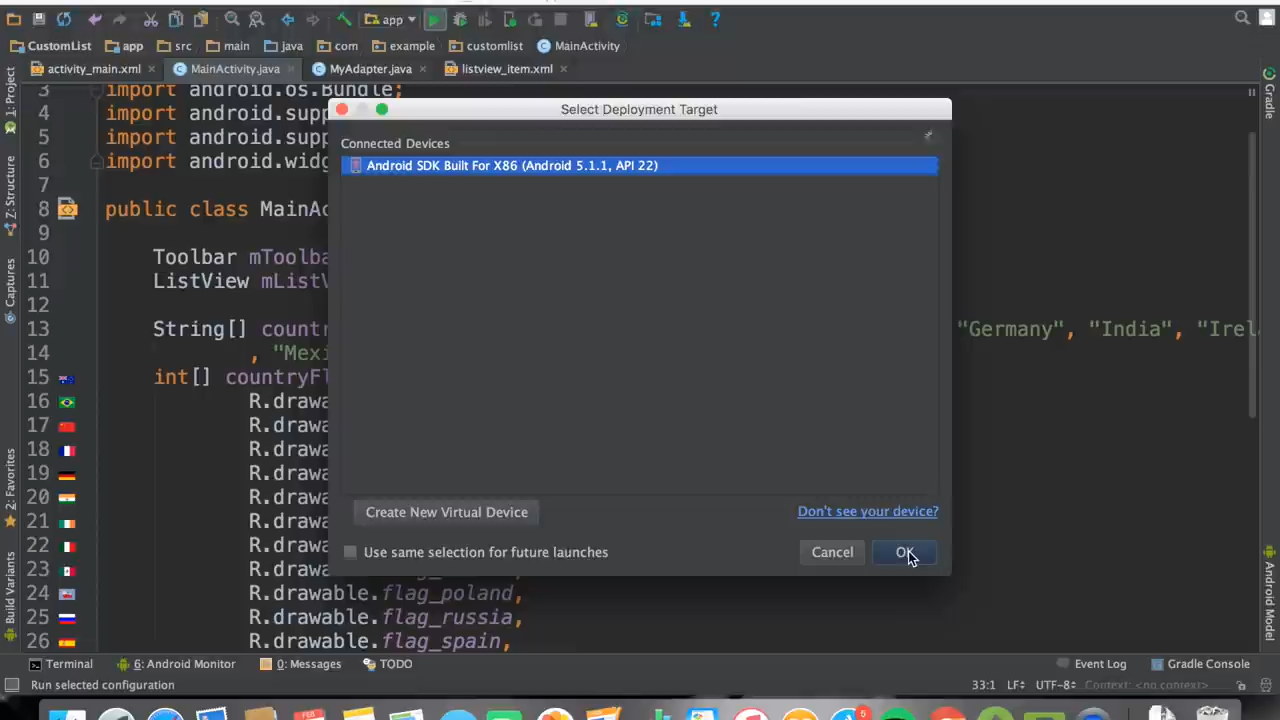 app
CustomList app src main java com example customlist MainActivity
activity_main.xml MainActivity.java MyAdapter.java listview_item.xml
1: Project
Z: Structure
Captures
2: Favorites
Build Variants
3 import android.os.Bundle;
4 import android.supp
5 import android.supp
6 import android.widg
7
8 public class MainAc
9
10 Toolbar mToolba
11 ListView mListV
12
13 String[] countr "Germany", "India", "Irel
14 , "Mexi
15 int[] countryFl
16 R.drawa
17 R.drawa
18 R.drawa
19 R.drawa
20 R.drawa
21 R.drawa
22 R.drawa
23 R.drawa
24 R.drawable.flag_poland,
25 R.drawable.flag_russia,
26 R.drawable.flag_spain,
Select Deployment Target
Connected Devices
Android SDK Built For X86 (Android 5.1.1, API 22)
Create New Virtual Device Don't see your device?
Use same selection for future launches Cancel OK
Gradle
Android Model
Terminal 6: Android Monitor 0: Messages TODO Event Log Gradle Console
Run selected configuration 33:1 LF÷ UTF-8÷ Context: <no context>
FEB 6